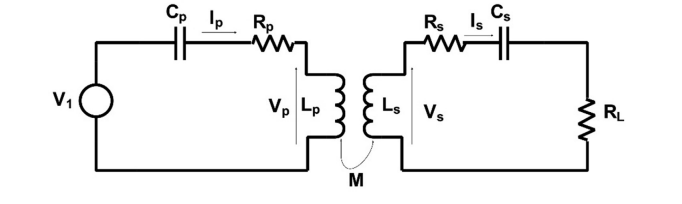 Cp Ip Rp Rs Is Cs
V1 Vp Lp Ls Vs RL
M